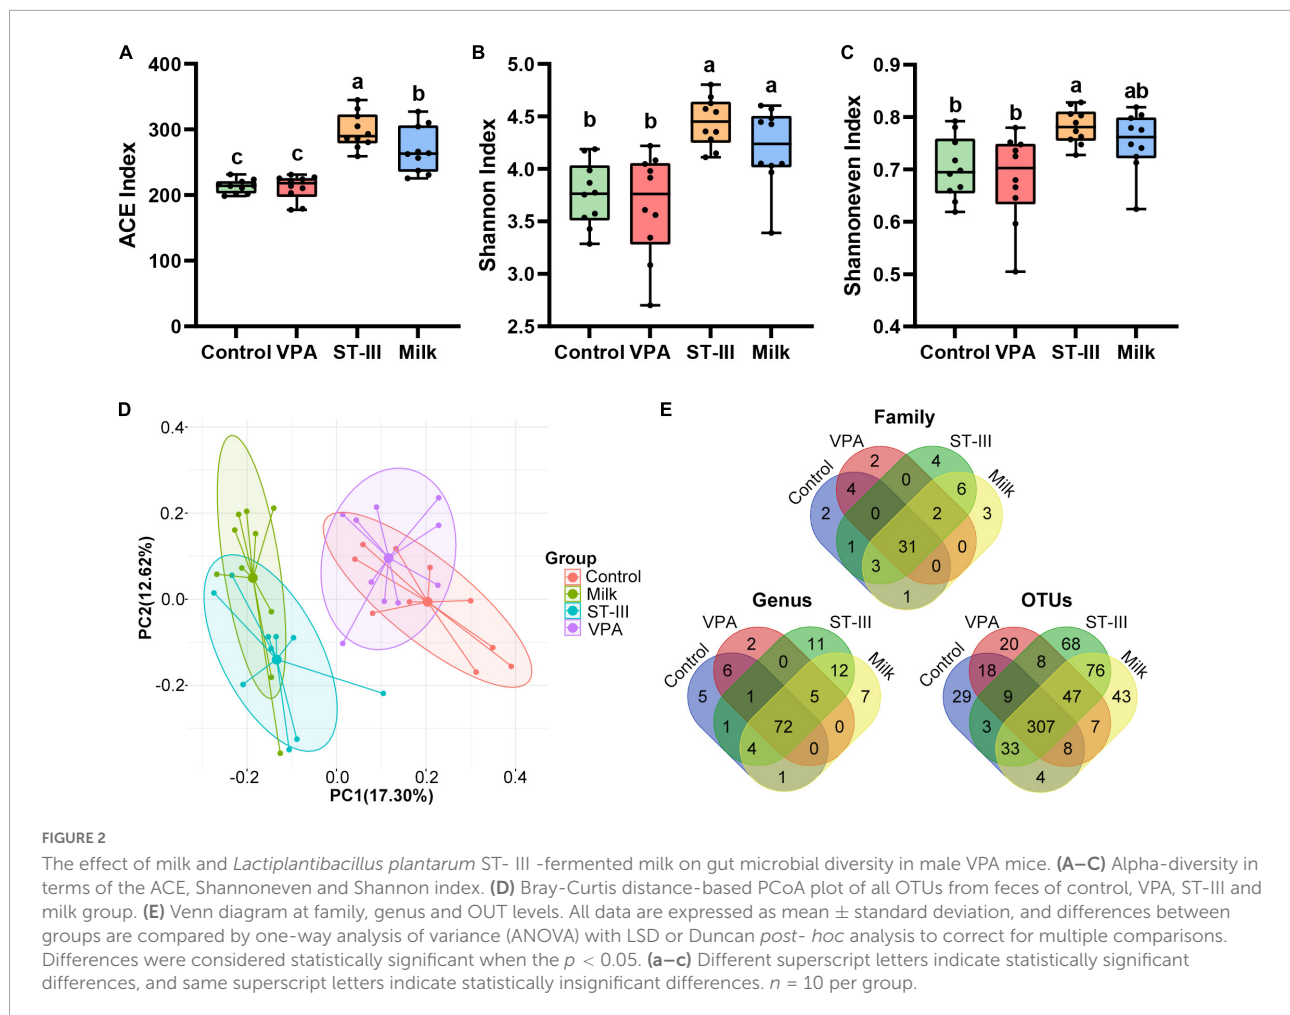 A
400
300
200
100
0
ACE Index
c
c
a
b
Control VPA ST-III Milk
B
5.0
4.5
4.0
3.5
3.0
2.5
Shannon Index
b
b
a
a
Control VPA ST-III Milk
C
0.9
0.8
0.7
0.6
0.5
0.4
Shannoneven Index
b
b
a
ab
Control VPA ST-III Milk
D
0.4
0.2
0.0
-0.2
PC2(12.62%)
-0.2 0.0 0.2 0.4
PC1(17.30%)
Group
Control
Milk
ST-III
VPA
E
Family
VPA ST-III
Control Milk
2 4
4 0 6
2 0 2 3
1 31 0
3 0
1
Genus
VPA ST-III
Control Milk
2 11
6 0 12
5 1 5 7
1 72 0
4 0
1
OTUs
VPA ST-III
Control Milk
20 68
18 8 76
29 9 47 43
3 307 7
33 8
4
FIGURE 2
The effect of milk and Lactiplantibacillus plantarum ST- III -fermented milk on gut microbial diversity in male VPA mice. (A–C) Alpha-diversity in
terms of the ACE, Shannoneven and Shannon index. (D) Bray-Curtis distance-based PCoA plot of all OTUs from feces of control, VPA, ST-III and
milk group. (E) Venn diagram at family, genus and OUT levels. All data are expressed as mean ± standard deviation, and differences between
groups are compared by one-way analysis of variance (ANOVA) with LSD or Duncan post- hoc analysis to correct for multiple comparisons.
Differences were considered statistically significant when the p < 0.05. (a–c) Different superscript letters indicate statistically significant
differences, and same superscript letters indicate statistically insignificant differences. n = 10 per group.